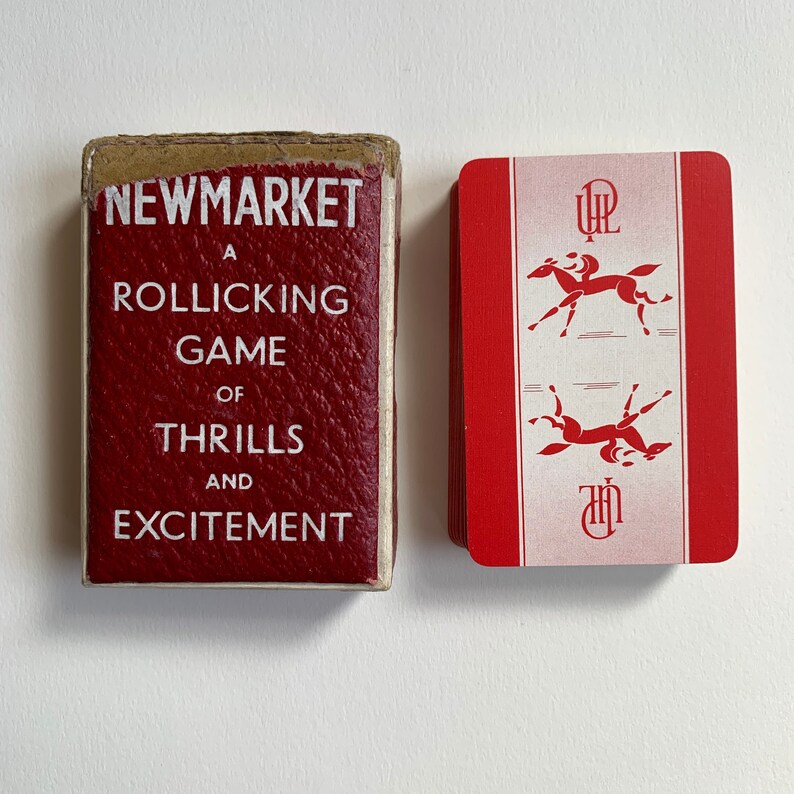 NEWMARKET
A
ROLLICKING
GAME
OF
THRILLS
AND
EXCITEMENT